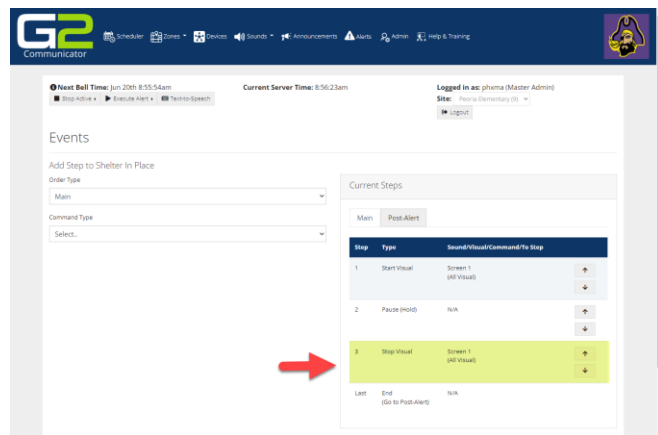 G2
Communicator
Scheduler Zones Devices Sounds Announcements Alerts Admin Help & Training
Next Bell Time: Jun 20th 8:55:54am Current Server Time: 8:56:23am Logged in as: phxma (Master Admin)
Stop Active Execute Alert Text-to-Speech Site: Peoria Elementary (9)
Logout
Events
Add Step to Shelter In Place
Order Type
Main
Command Type
Select..
Current Steps
Main Post-Alert
Step Type Sound/Visual/Command/To Step
1 Start Visual Screen 1
(All Visual)
2 Pause (Hold) N/A
3 Stop Visual Screen 1
(All Visual)
Last End N/A
(Go to Post-Alert)